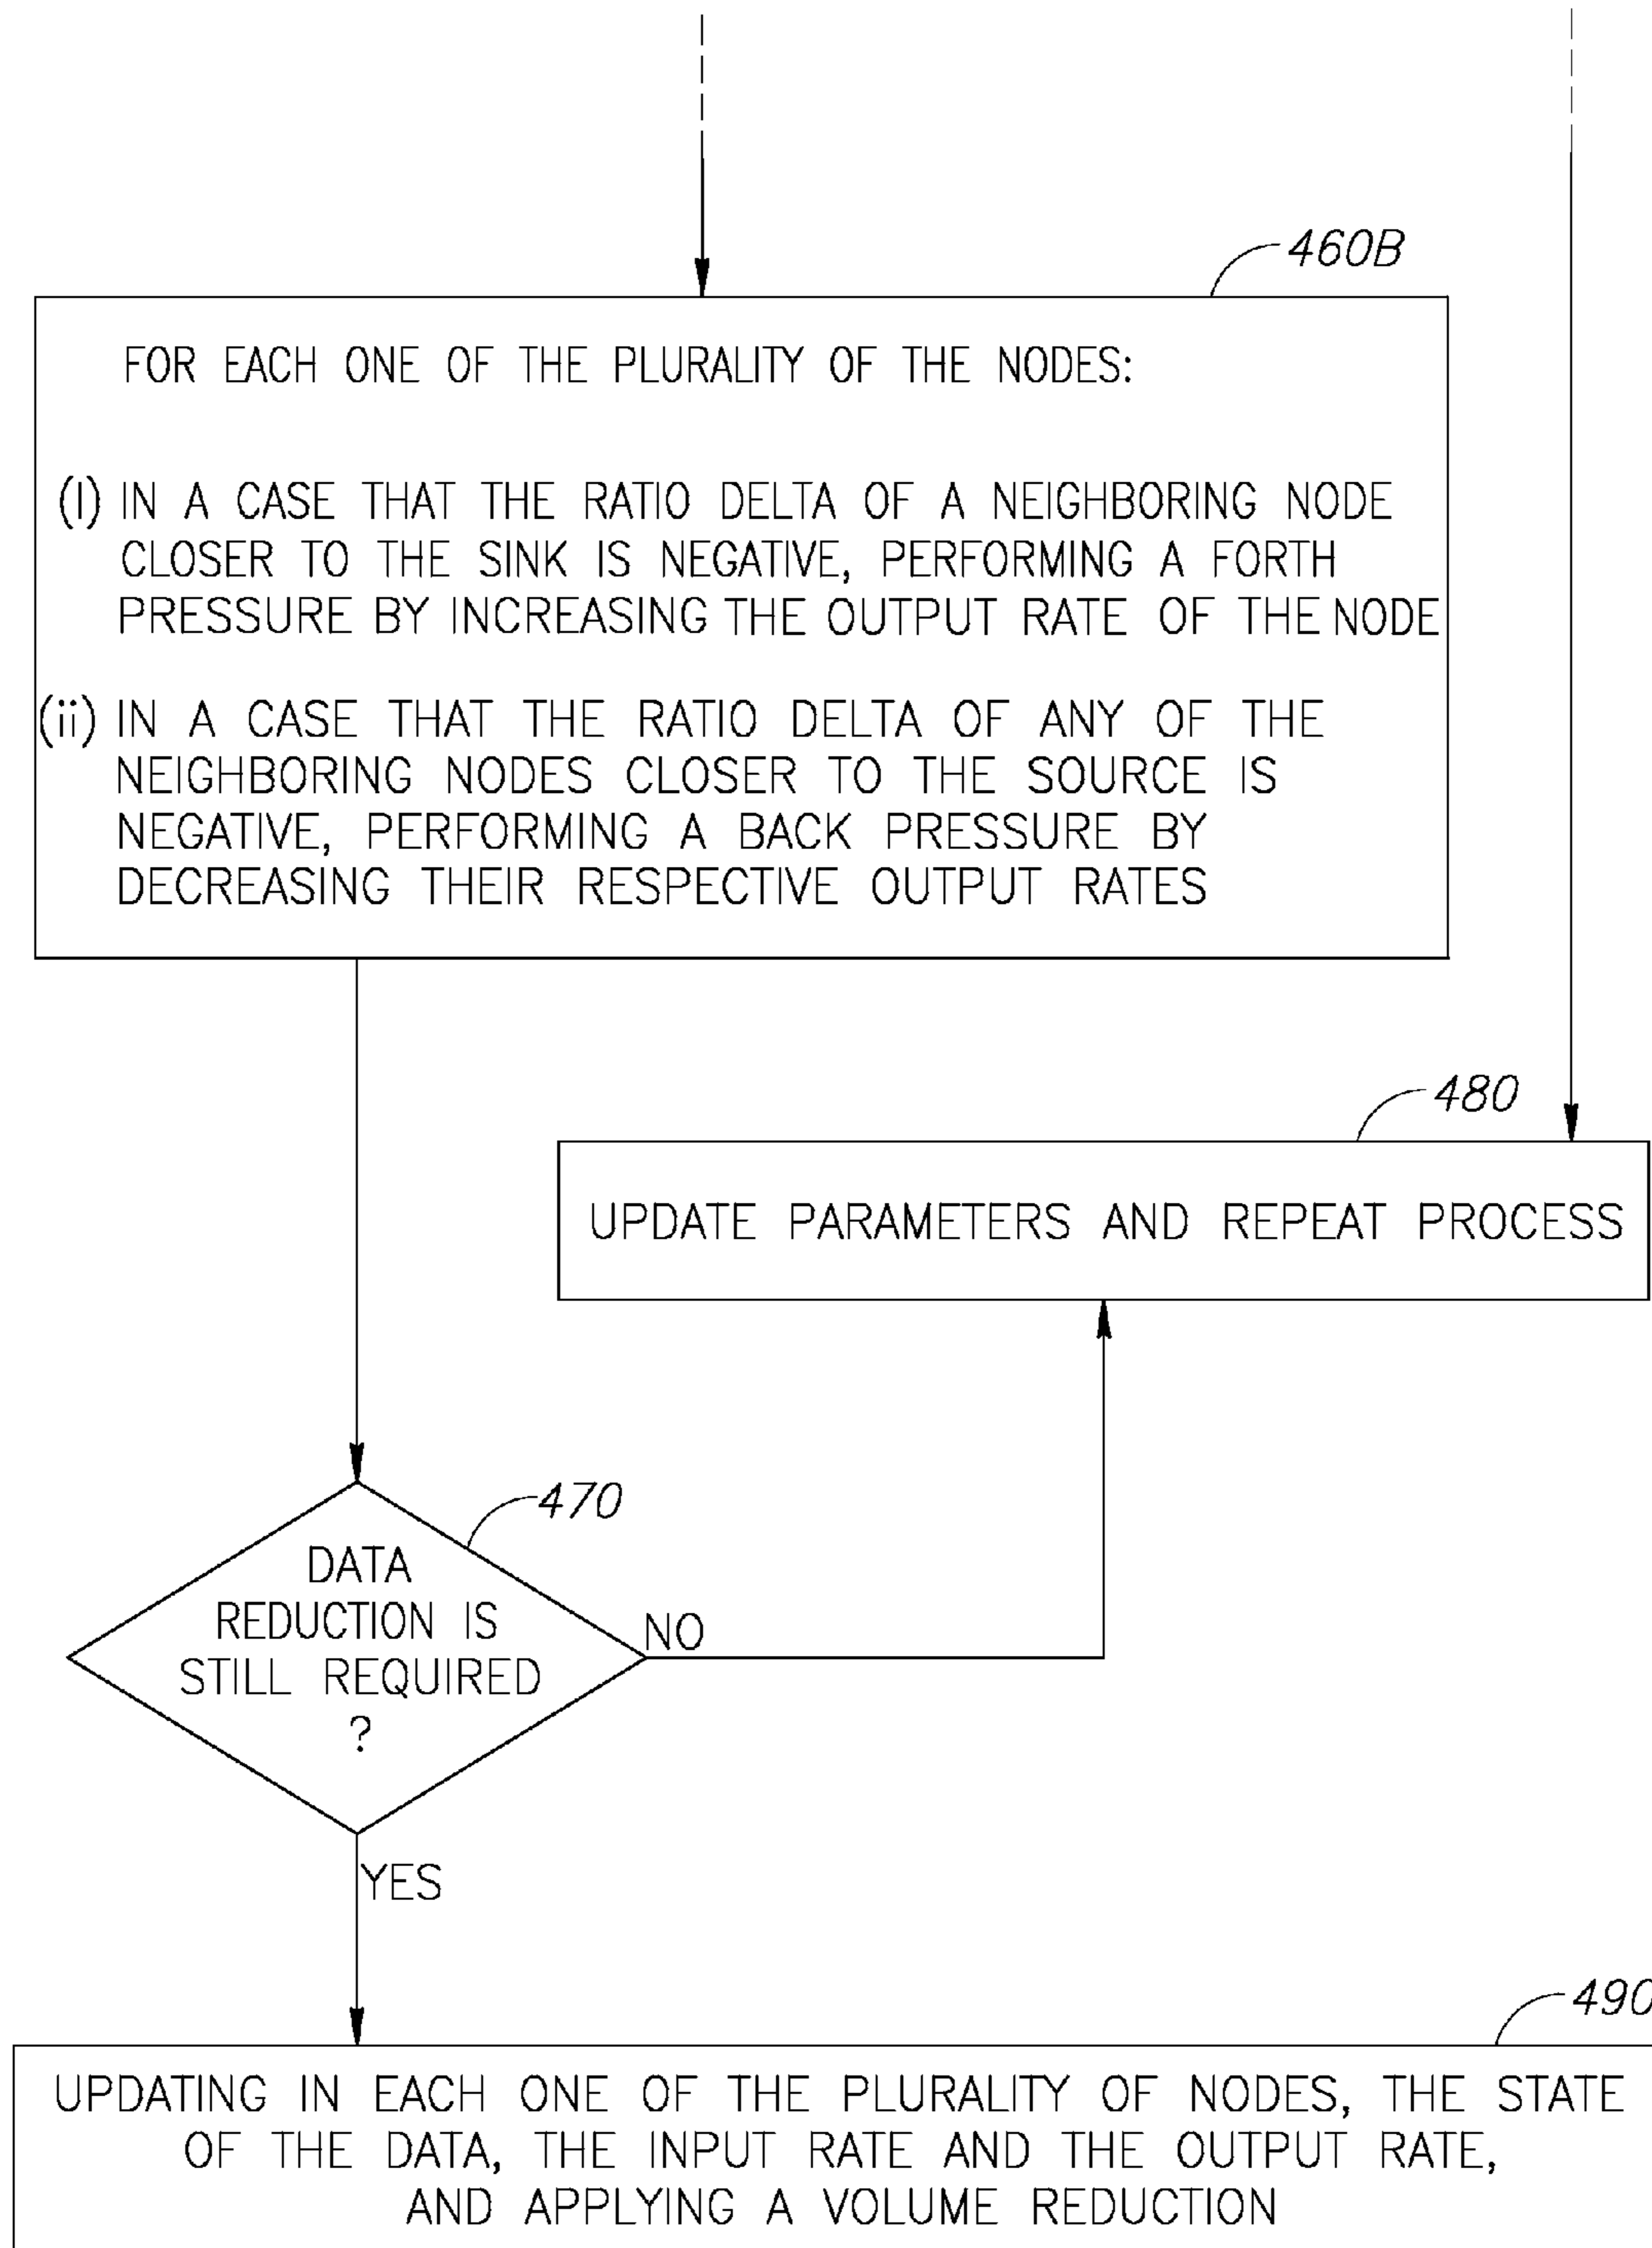 460B
FOR EACH ONE OF THE PLURALITY OF THE NODES:
(I) IN A CASE THAT THE RATIO DELTA OF A NEIGHBORING NODE
CLOSER TO THE SINK IS NEGATIVE, PERFORMING A FORTH
PRESSURE BY INCREASING THE OUTPUT RATE OF THE NODE
(ii) IN A CASE THAT THE RATIO DELTA OF ANY OF THE
NEIGHBORING NODES CLOSER TO THE SOURCE IS
NEGATIVE, PERFORMING A BACK PRESSURE BY
DECREASING THEIR RESPECTIVE OUTPUT RATES
480
UPDATE PARAMETERS AND REPEAT PROCESS
470
DATA
REDUCTION IS
STILL REQUIRED
?
NO
YES
490
UPDATING IN EACH ONE OF THE PLURALITY OF NODES, THE STATE
OF THE DATA, THE INPUT RATE AND THE OUTPUT RATE,
AND APPLYING A VOLUME REDUCTION